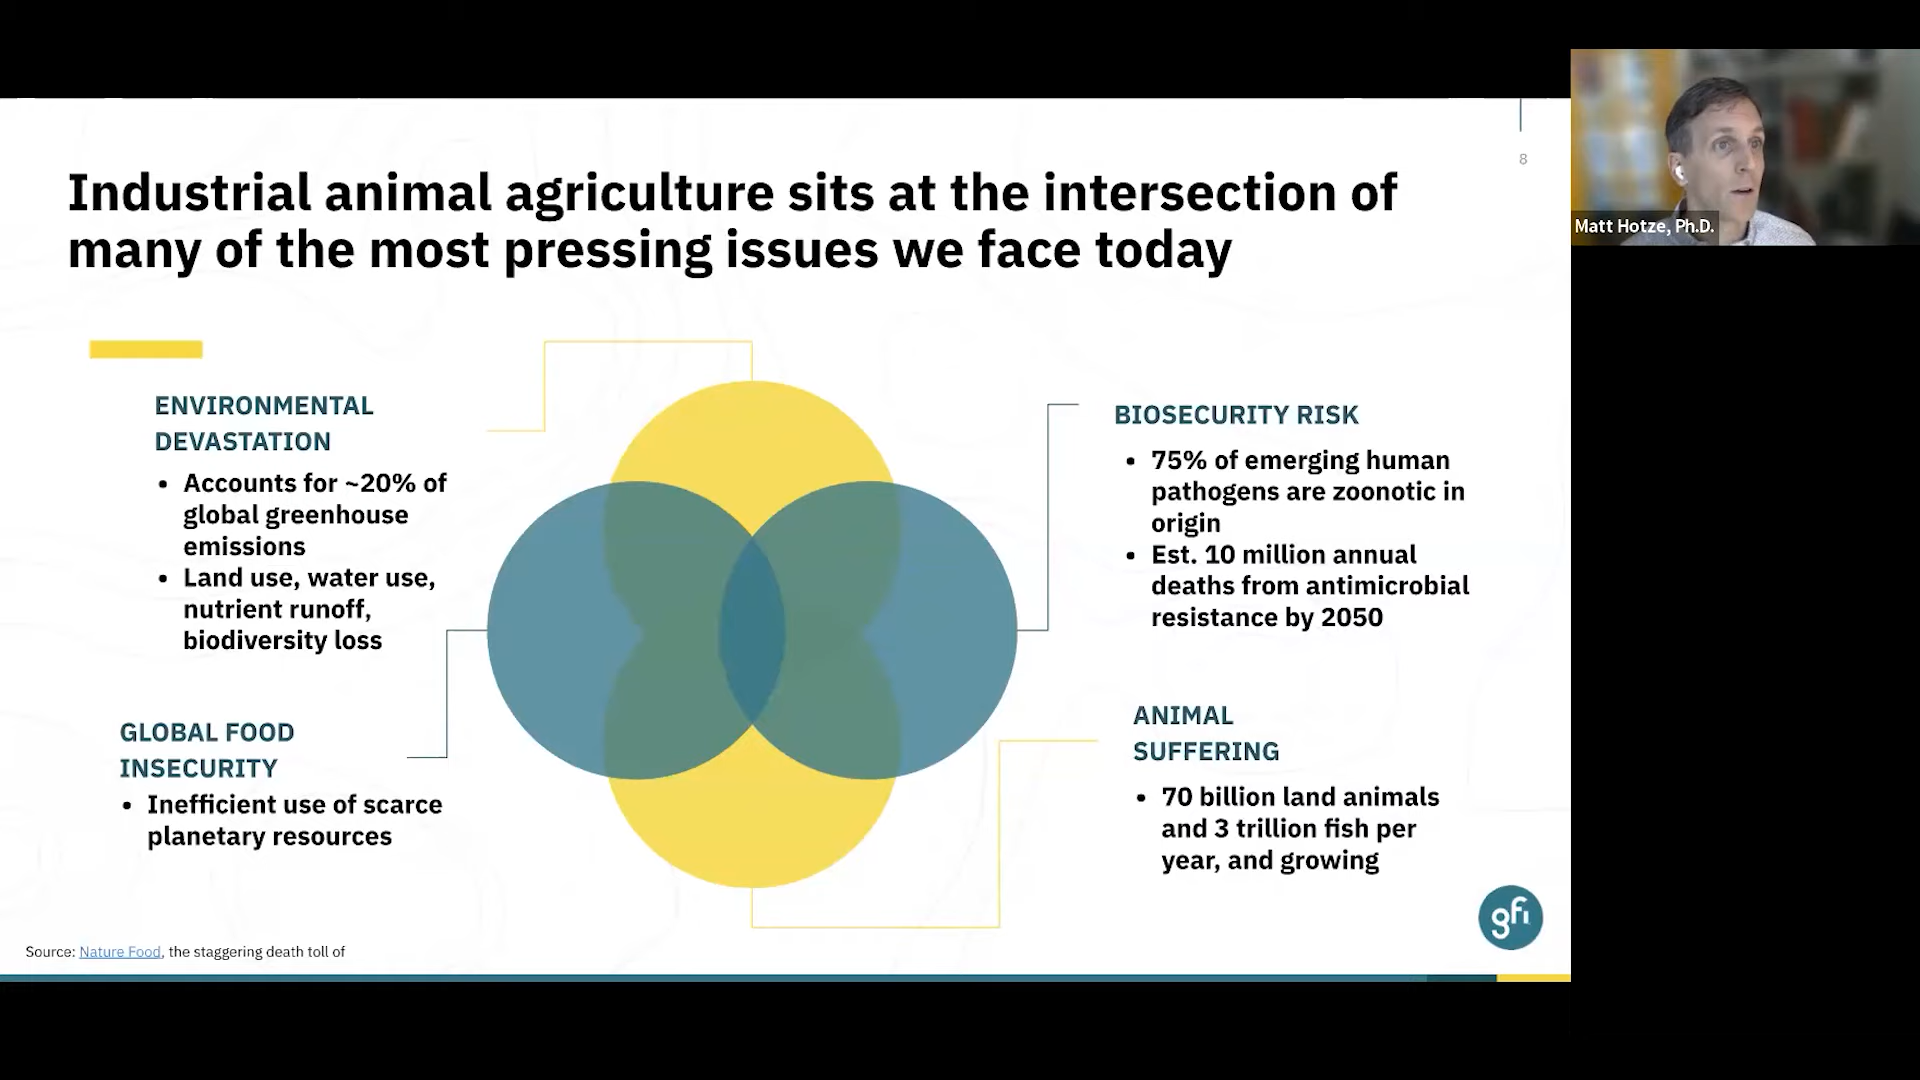 8
Industrial animal agriculture sits at the intersection of
many of the most pressing issues we face today
ENVIRONMENTAL
DEVASTATION
• Accounts for ~20% of
global greenhouse
emissions
• Land use, water use,
nutrient runoff,
biodiversity loss
GLOBAL FOOD
INSECURITY
• Inefficient use of scarce
planetary resources
BIOSECURITY RISK
• 75% of emerging human
pathogens are zoonotic in
origin
• Est. 10 million annual
deaths from antimicrobial
resistance by 2050
ANIMAL
SUFFERING
• 70 billion land animals
and 3 trillion fish per
year, and growing
gfi
Source: Nature Food, the staggering death toll of
Matt Hotze, Ph.D.